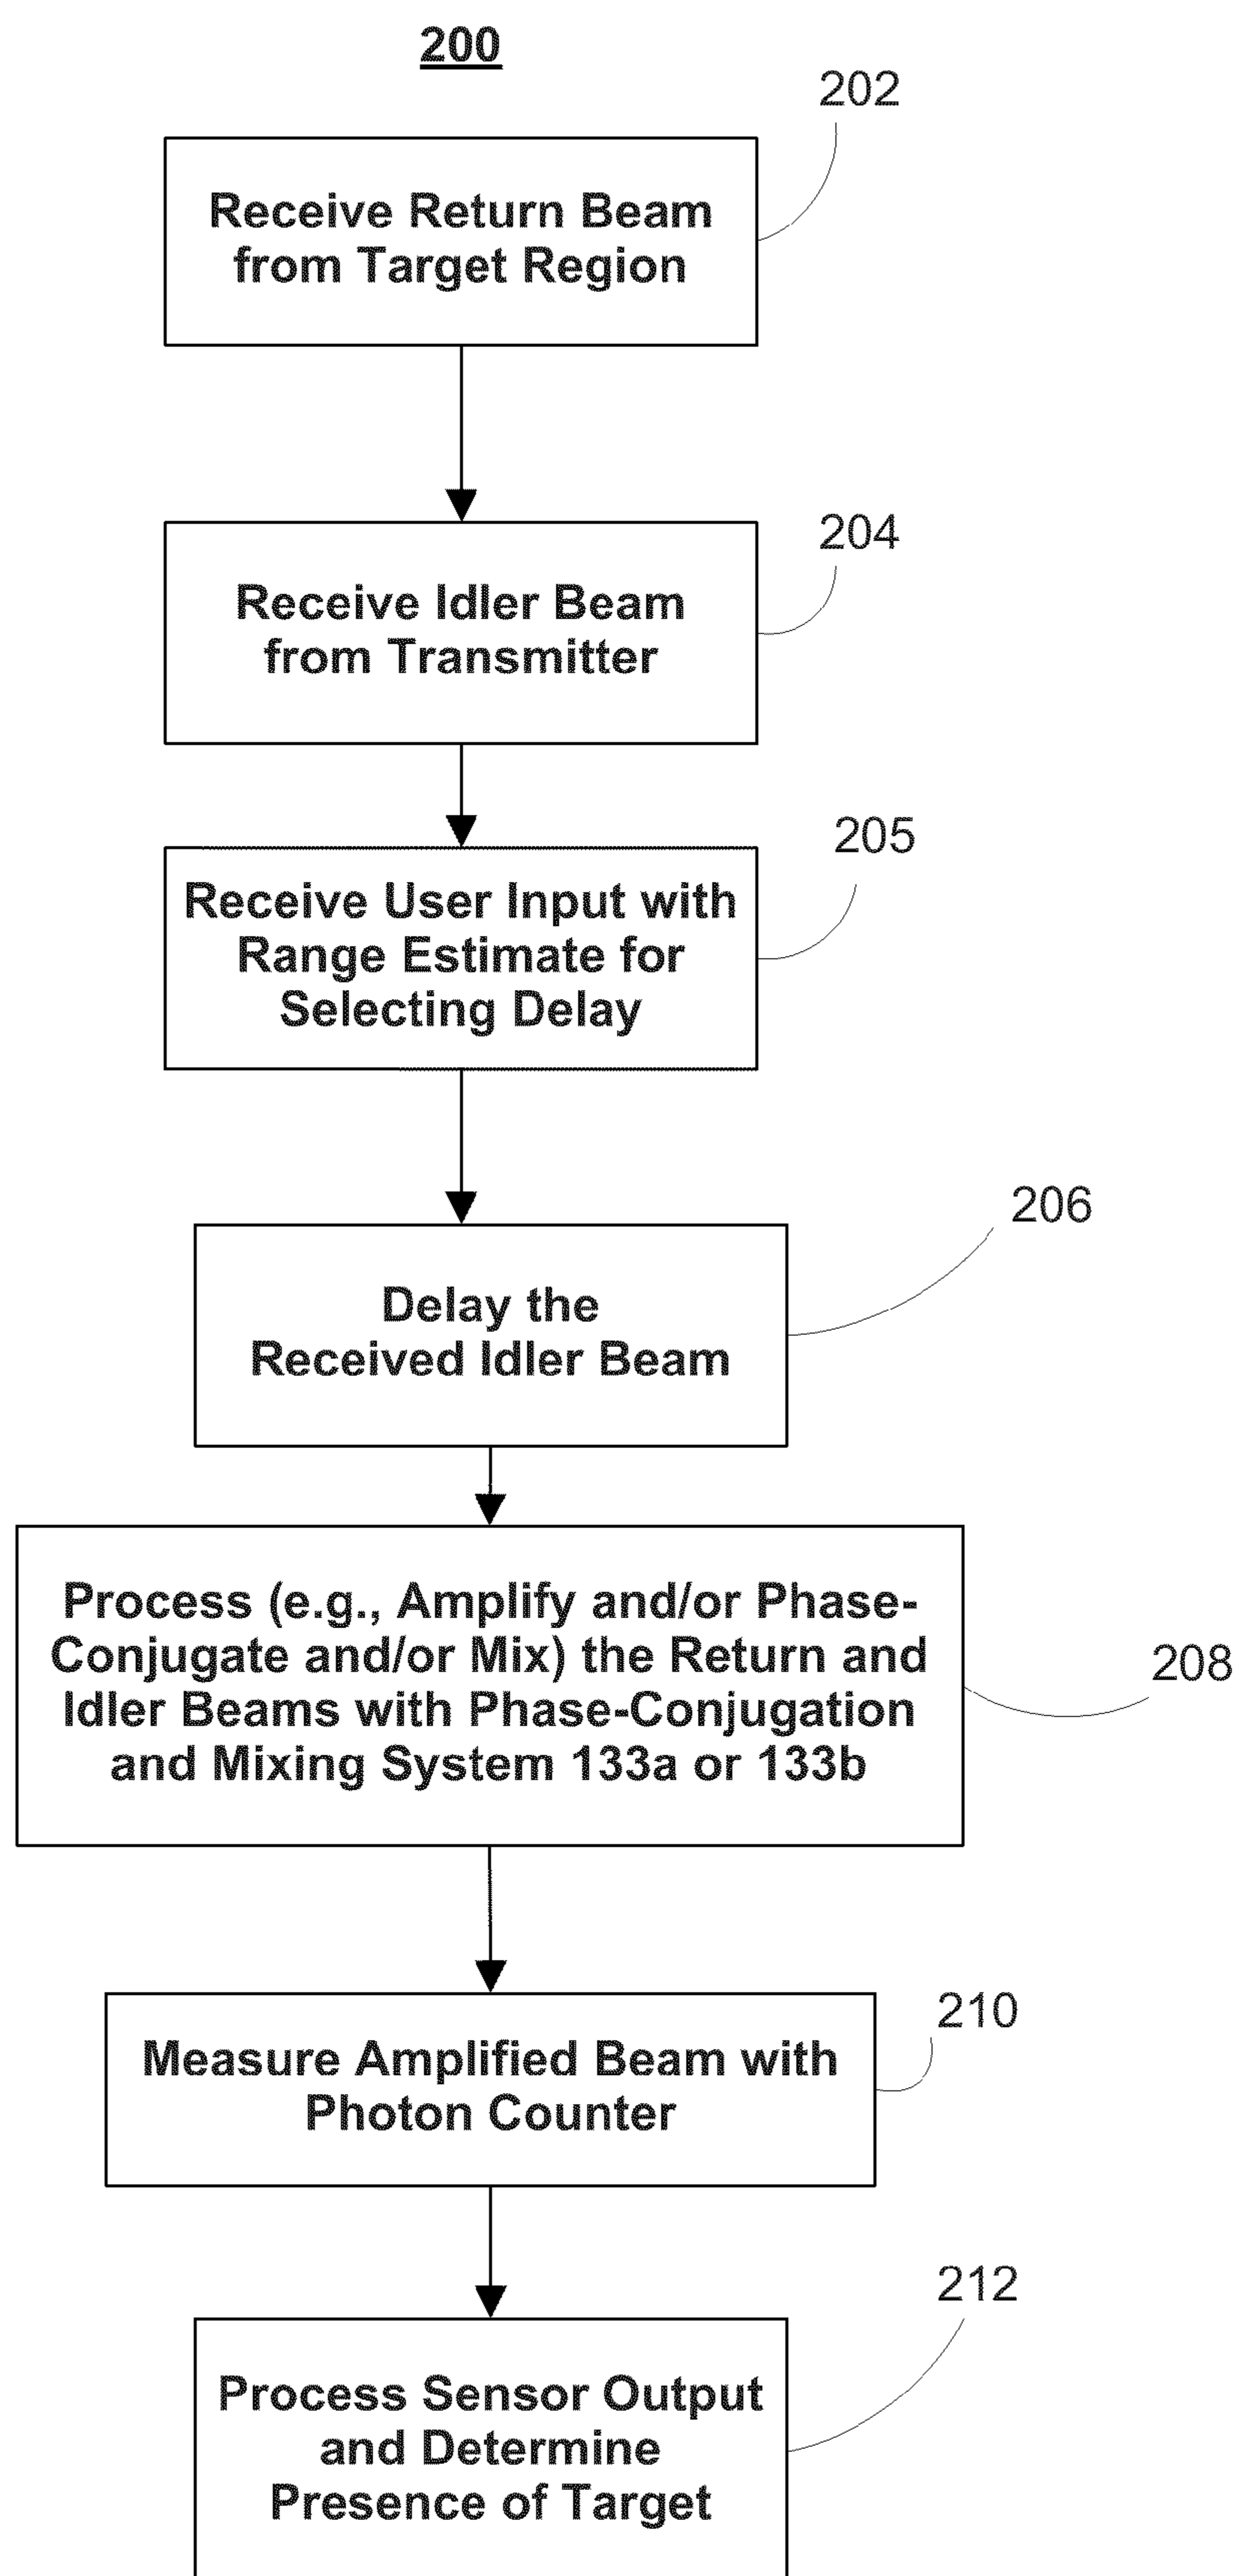 200
202
Receive Return Beam
from Target Region
204
Receive Idler Beam
from Transmitter
205
Receive User Input with
Range Estimate for
Selecting Delay
206
Delay the
Received Idler Beam
208
Process (e.g., Amplify and/or Phase-
Conjugate and/or Mix) the Return and
Idler Beams with Phase-Conjugation
and Mixing System 133a or 133b
210
Measure Amplified Beam with
Photon Counter
212
Process Sensor Output
and Determine
Presence of Target